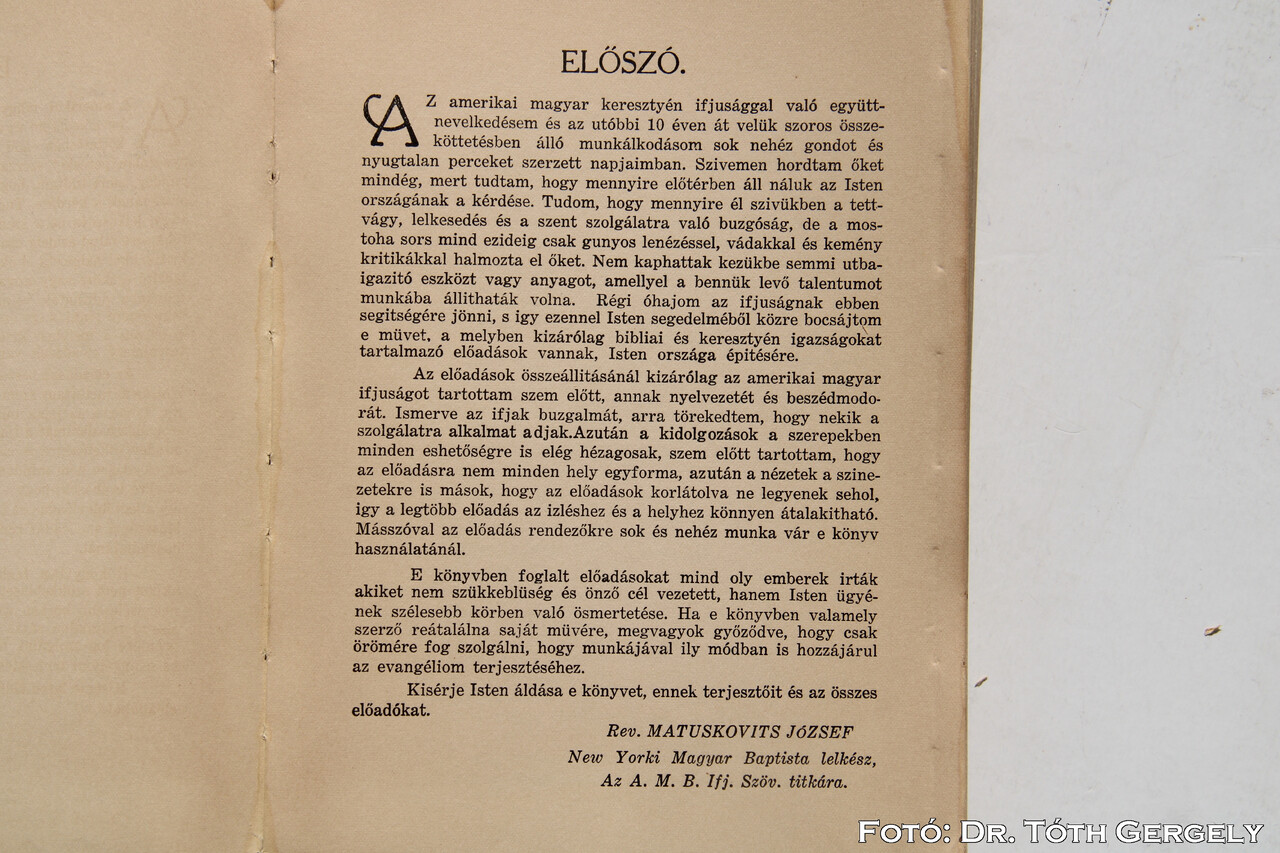 ELŐSZÓ.
AZ amerikai magyar keresztyén ifjusággal való együtt-
nevelkedésem és az utóbbi 10 éven át velük szoros össze-
köttetésben álló munkálkodásom sok nehéz gondot és
nyugtalan perceket szerzett napjaimban. Szivemen hordtam őket
mindég, mert tudtam, hogy mennyire előtérben áll náluk az Isten
országának a kérdése. Tudom, hogy mennyire él szivükben a tett-
vágy, lelkesedés és a szent szolgálatra való buzgóság, de a mos-
toha sors mind ezideig csak gunyos lenézéssel, vádakkal és kemény
kritikákkal halmozta el őket. Nem kaphattak kezükbe semmi utba-
igazitó eszközt vagy anyagot, amellyel a bennük levő talentumot
munkába állithaták volna. Régi óhajom az ifjuságnak ebben
segitségére jönni, s igy ezennel Isten segedelméből közre bocsájtom
e müvet, a melyben kizárólag bibliai és keresztyén igazságokat
tartalmazó előadások vannak, Isten országa épitésére.
Az előadások összeállitásánál kizárólag az amerikai magyar
ifjuságot tartottam szem előtt, annak nyelvezetét és beszédmodo-
rát. Ismerve az ifjak buzgalmát, arra törekedtem, hogy nekik a
szolgálatra alkalmat adjak.Azután a kidolgozások a szerepekben
minden eshetőségre is elég hézagosak, szem előtt tartottam, hogy
az előadásra nem minden hely egyforma, azután a nézetek a szine-
zetekre is mások, hogy az előadások korlátolva ne legyenek sehol,
igy a legtöbb előadás az izléshez és a helyhez könnyen átalakitható.
Másszóval az előadás rendezőkre sok és nehéz munka vár e könyv
használatánál.
E könyvben foglalt előadásokat mind oly emberek irták
akiket nem szükkeblüség és önző cél vezetett, hanem Isten ügyé-
nek szélesebb körben való ösmertetése. Ha e könyvben valamely
szerző reátalálna saját müvére, megvagyok győződve, hogy csak
örömére fog szolgálni, hogy munkájával ily módban is hozzájárul
az evangéliom terjesztéséhez.
Kisérje Isten áldása e könyvet, ennek terjesztőit és az összes
előadókat.
Rev. MATUSKOVITS JÓZSEF
New Yorki Magyar Baptista lelkész,
Az A. M. B. Ifj. Szöv. titkára.
Fotó: Dr. Tóth Gergely